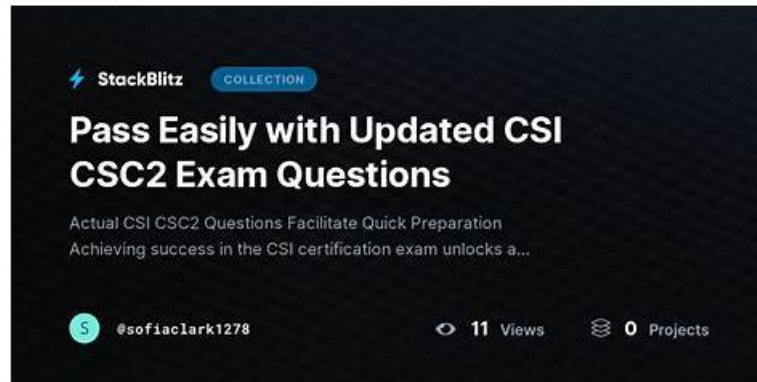 StackBlitz COLLECTION
Pass Easily with Updated CSI
CSC2 Exam Questions
Actual CSI CSC2 Questions Facilitate Quick Preparation
Achieving success in the CSI certification exam unlocks a...
S @sofiaclark1278 11 Views 0 Projects